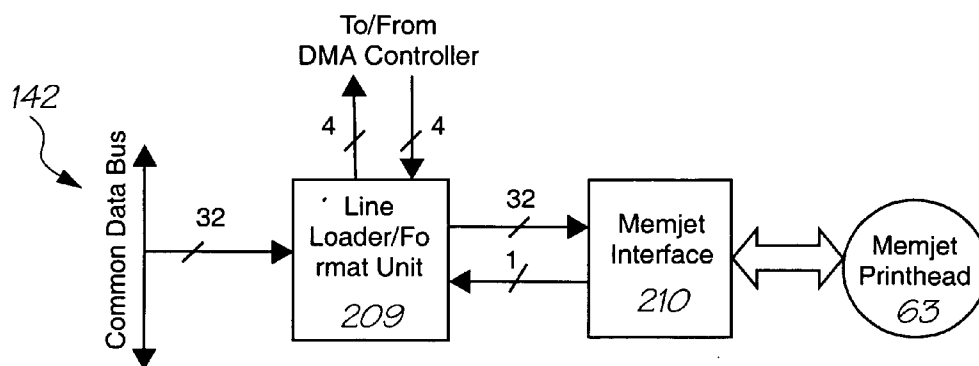 To/From
DMA Controller
142
4
4
Common Data Bus
32
Line
Loader/Fo
rmat Unit
209
32
1
Memjet
Interface
210
Memjet
Printhead
63